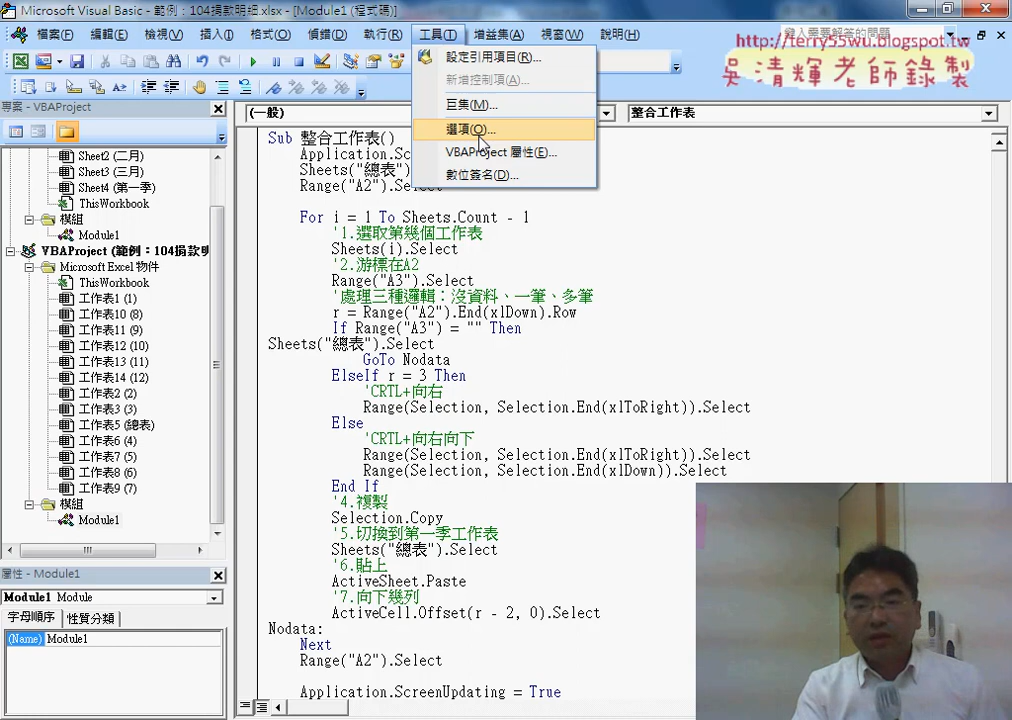 Microsoft Visual Basic - 範例：104捐款明細.xlsx - [Module1 (程式碼)]
檔案(F) 編輯(E) 檢視(V) 插入(I) 格式(O) 偵錯(D) 執行(R) 工具(T) 增益集(A) 視窗(W) 說明(H)
http://terry55wu.blogspot.tw
吳清輝老師錄製
設定引用項目(R)...
新增控制項(A)...
巨集(M)...
選項(O)...
VBAProject 屬性(E)...
數位簽名(D)...
專案 - VBAProject
Sheet2 (二月)
Sheet3 (三月)
Sheet4 (第一季)
ThisWorkbook
模組
Module1
VBAProject (範例：104捐款明
Microsoft Excel 物件
ThisWorkbook
工作表1 (1)
工作表10 (8)
工作表11 (9)
工作表12 (10)
工作表13 (11)
工作表14 (12)
工作表2 (2)
工作表3 (3)
工作表5 (總表)
工作表6 (4)
工作表7 (5)
工作表8 (6)
工作表9 (7)
模組
Module1
屬性 - Module1
Module1 Module
字母順序 性質分類
(Name) Module1
(一般) 整合工作表
Sub 整合工作表()
Application.Sc
Sheets("總表").
Range("A2").Select
For i = 1 To Sheets.Count - 1
'1.選取第幾個工作表
Sheets(i).Select
'2.游標在A2
Range("A3").Select
'處理三種邏輯：沒資料、一筆、多筆
r = Range("A2").End(xlDown).Row
If Range("A3") = "" Then
Sheets("總表").Select
GoTo Nodata
ElseIf r = 3 Then
'CRTL+向右
Range(Selection, Selection.End(xlToRight)).Select
Else
'CRTL+向右向下
Range(Selection, Selection.End(xlToRight)).Select
Range(Selection, Selection.End(xlDown)).Select
End If
'4.複製
Selection.Copy
'5.切換到第一季工作表
Sheets("總表").Select
'6.貼上
ActiveSheet.Paste
'7.向下幾列
ActiveCell.Offset(r - 2, 0).Select
Nodata:
Next
Range("A2").Select
Application.ScreenUpdating = True